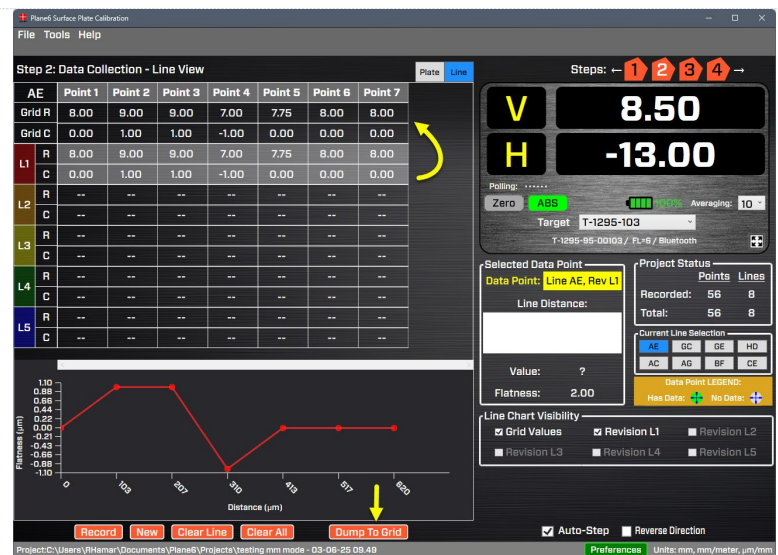 Plane6 Surface Plate Calibration
File Tools Help
Step 2: Data Collection - Line View
Plate Line
AE Point 1 Point 2 Point 3 Point 4 Point 5 Point 6 Point 7
Grid R 8.00 9.00 9.00 7.00 7.75 8.00 8.00
Grid C 0.00 1.00 1.00 -1.00 0.00 0.00 0.00
L1 R 8.00 9.00 9.00 7.00 7.75 8.00 8.00
C 0.00 1.00 1.00 -1.00 0.00 0.00 0.00
L2 R -- -- -- -- -- -- --
C -- -- -- -- -- -- --
L3 R -- -- -- -- -- -- --
C -- -- -- -- -- -- --
L4 R -- -- -- -- -- -- --
C -- -- -- -- -- -- --
L5 R -- -- -- -- -- -- --
C -- -- -- -- -- -- --
Flatness (µm)
1.10
0.88
0.66
0.44
0.22
0.00
-0.21
-0.43
-0.66
-0.88
-1.10
0 103 207 310 413 517 620
Distance (µm)
Record New Clear Line Clear All Dump To Grid
Steps: ← 1 2 3 4 →
V 8.50
H -13.00
Polling: ······
Zero ABS 100% Averaging: 10
Target T-1295-103
T-1295-95-00103 / FL=6 / Bluetooth
Selected Data Point
Data Point: Line AE, Rev L1
Line Distance:
Value: ?
Flatness: 2.00
Project Status
Points Lines
Recorded: 56 8
Total: 56 8
Current Line Selection
AE GC GE HD
AC AG BF CE
Data Point LEGEND:
Has Data: No Data:
Line Chart Visibility
Grid Values Revision L1 Revision L2
Revision L3 Revision L4 Revision L5
Auto-Step Reverse Direction
Project:C:\Users\RHamar\Documents\Plane6\Projects\testing mm mode - 03-06-25 09.49
Preferences Units: mm, mm/meter, µm/mm